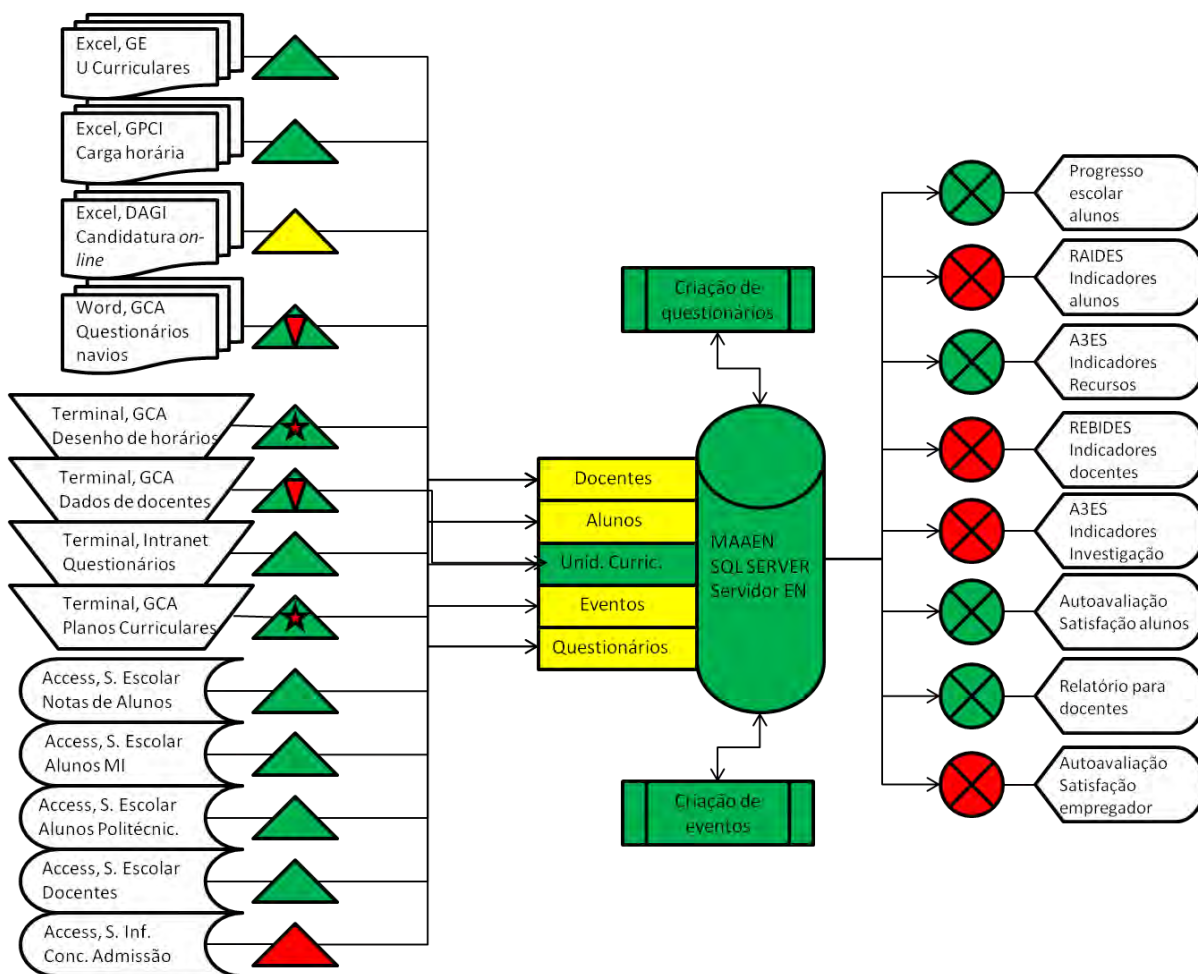 Excel, GE
U Curriculares
Excel, GPCI
Carga horária
Excel, DAGI
Candidatura on-
line
Word, GCA
Questionários
navios
Terminal, GCA
Desenho de horários
Terminal, GCA
Dados de docentes
Terminal, Intranet
Questionários
Terminal, GCA
Planos Curriculares
Access, S. Escolar
Notas de Alunos
Access, S. Escolar
Alunos MI
Access, S. Escolar
Alunos Politécnic.
Access, S. Escolar
Docentes
Access, S. Inf.
Conc. Admissão
Criação de
questionários
Docentes
Alunos
Unid. Curric.
Eventos
Questionários
MAAEN
SQL SERVER
Servidor EN
Criação de
eventos
Progresso
escolar
alunos
RAIDES
Indicadores
alunos
A3ES
Indicadores
Recursos
REBIDES
Indicadores
docentes
A3ES
Indicadores
Investigação
Autoavaliação
Satisfação alunos
Relatório para
docentes
Autoavaliação
Satisfação
empregador